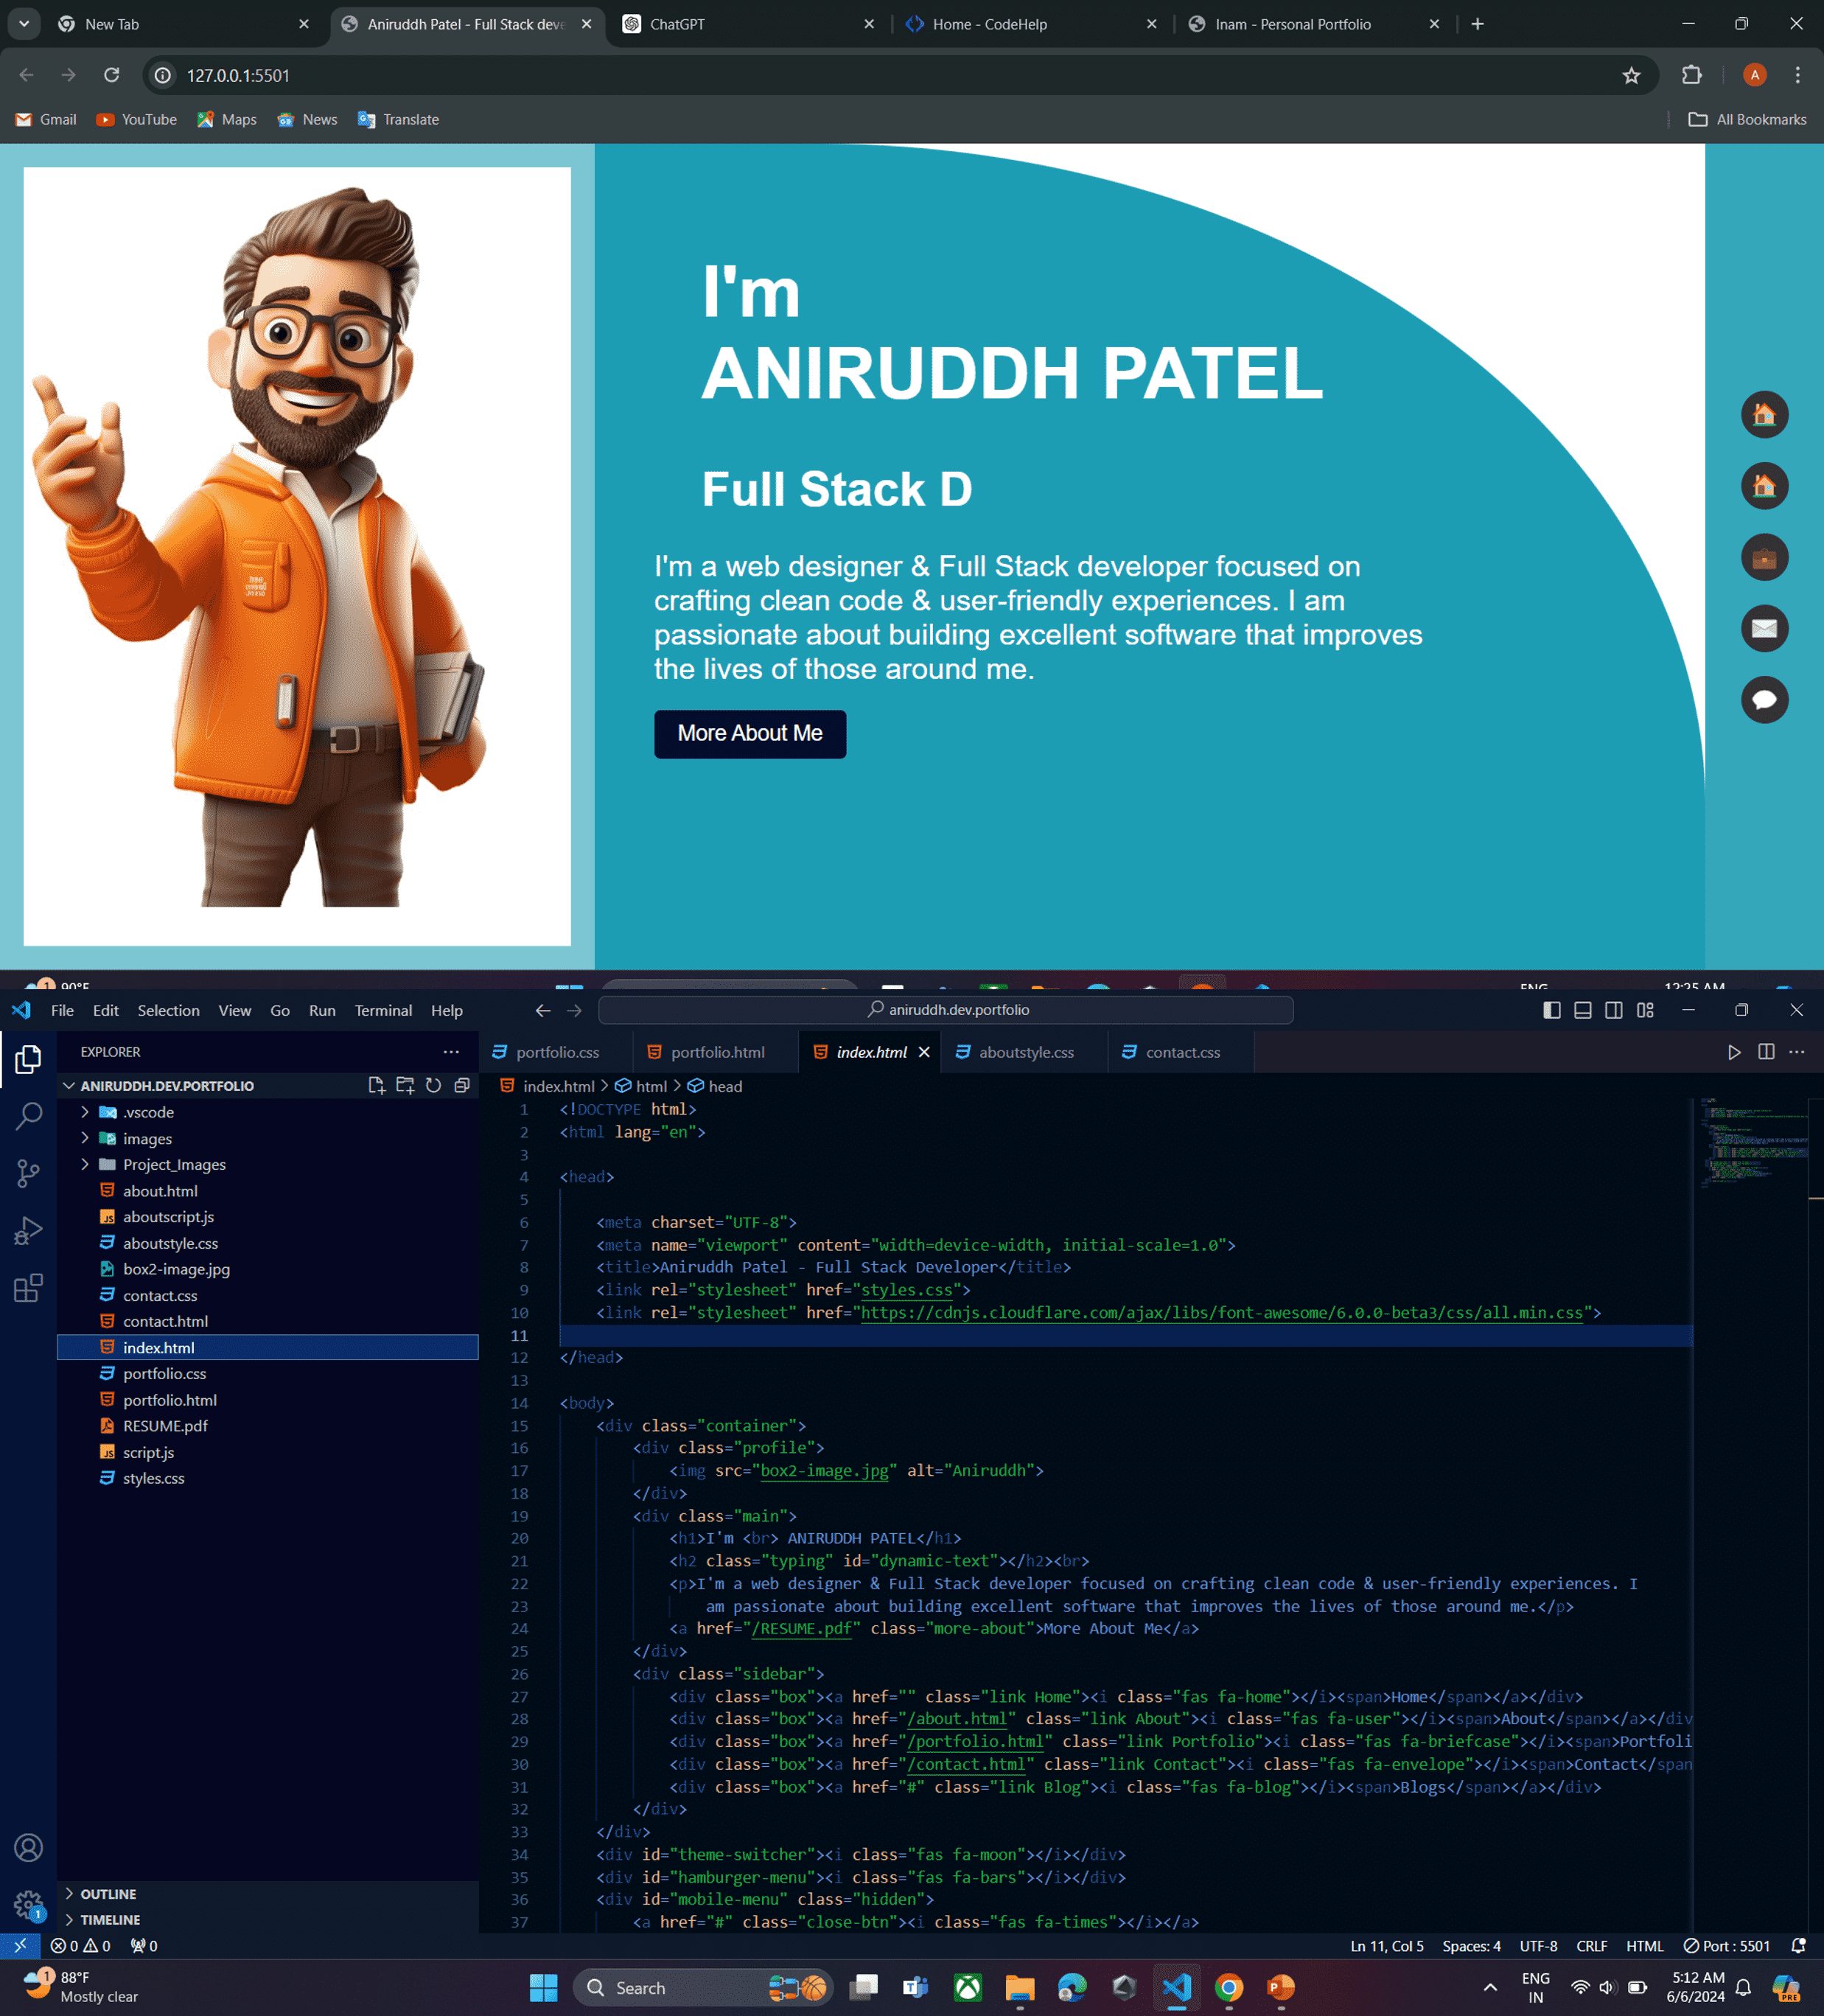 New Tab
Aniruddh Patel - Full Stack deve
ChatGPT
Home - CodeHelp
Inam - Personal Portfolio
127.0.0.1:5501
A
Gmail
YouTube
Maps
News
Translate
All Bookmarks
I'm
ANIRUDDH PATEL
Full Stack D
I'm a web designer & Full Stack developer focused on
crafting clean code & user-friendly experiences. I am
passionate about building excellent software that improves
the lives of those around me.
More About Me
1
90°F
ENG
12:25 AM
File Edit Selection View Go Run Terminal Help
aniruddh.dev.portfolio
EXPLORER
portfolio.css
portfolio.html
index.html
aboutstyle.css
contact.css
ANIRUDDH.DEV.PORTFOLIO
index.html > html > head
.vscode
images
Project_Images
about.html
aboutscript.js
aboutstyle.css
box2-image.jpg
contact.css
contact.html
index.html
portfolio.css
portfolio.html
RESUME.pdf
script.js
styles.css
OUTLINE
TIMELINE
1 <!DOCTYPE html>
2 <html lang="en">
3
4 <head>
5
6 <meta charset="UTF-8">
7 <meta name="viewport" content="width=device-width, initial-scale=1.0">
8 <title>Aniruddh Patel - Full Stack Developer</title>
9 <link rel="stylesheet" href="styles.css">
10 <link rel="stylesheet" href="https://cdnjs.cloudflare.com/ajax/libs/font-awesome/6.0.0-beta3/css/all.min.css">
11
12 </head>
13
14 <body>
15 <div class="container">
16 <div class="profile">
17 <img src="box2-image.jpg" alt="Aniruddh">
18 </div>
19 <div class="main">
20 <h1>I'm <br> ANIRUDDH PATEL</h1>
21 <h2 class="typing" id="dynamic-text"></h2><br>
22 <p>I'm a web designer & Full Stack developer focused on crafting clean code & user-friendly experiences. I
23 am passionate about building excellent software that improves the lives of those around me.</p>
24 <a href="/RESUME.pdf" class="more-about">More About Me</a>
25 </div>
26 <div class="sidebar">
27 <div class="box"><a href="" class="link Home"><i class="fas fa-home"></i><span>Home</span></a></div>
28 <div class="box"><a href="/about.html" class="link About"><i class="fas fa-user"></i><span>About</span></a></div
29 <div class="box"><a href="/portfolio.html" class="link Portfolio"><i class="fas fa-briefcase"></i><span>Portfoli
30 <div class="box"><a href="/contact.html" class="link Contact"><i class="fas fa-envelope"></i><span>Contact</span
31 <div class="box"><a href="#" class="link Blog"><i class="fas fa-blog"></i><span>Blogs</span></a></div>
32 </div>
33 </div>
34 <div id="theme-switcher"><i class="fas fa-moon"></i></div>
35 <div id="hamburger-menu"><i class="fas fa-bars"></i></div>
36 <div id="mobile-menu" class="hidden">
37 <a href="#" class="close-btn"><i class="fas fa-times"></i></a>
1
0 0 0
Ln 11, Col 5 Spaces: 4 UTF-8 CRLF HTML Port : 5501
1
88°F
Mostly clear
Search
ENG
IN
5:12 AM
6/6/2024
PRE